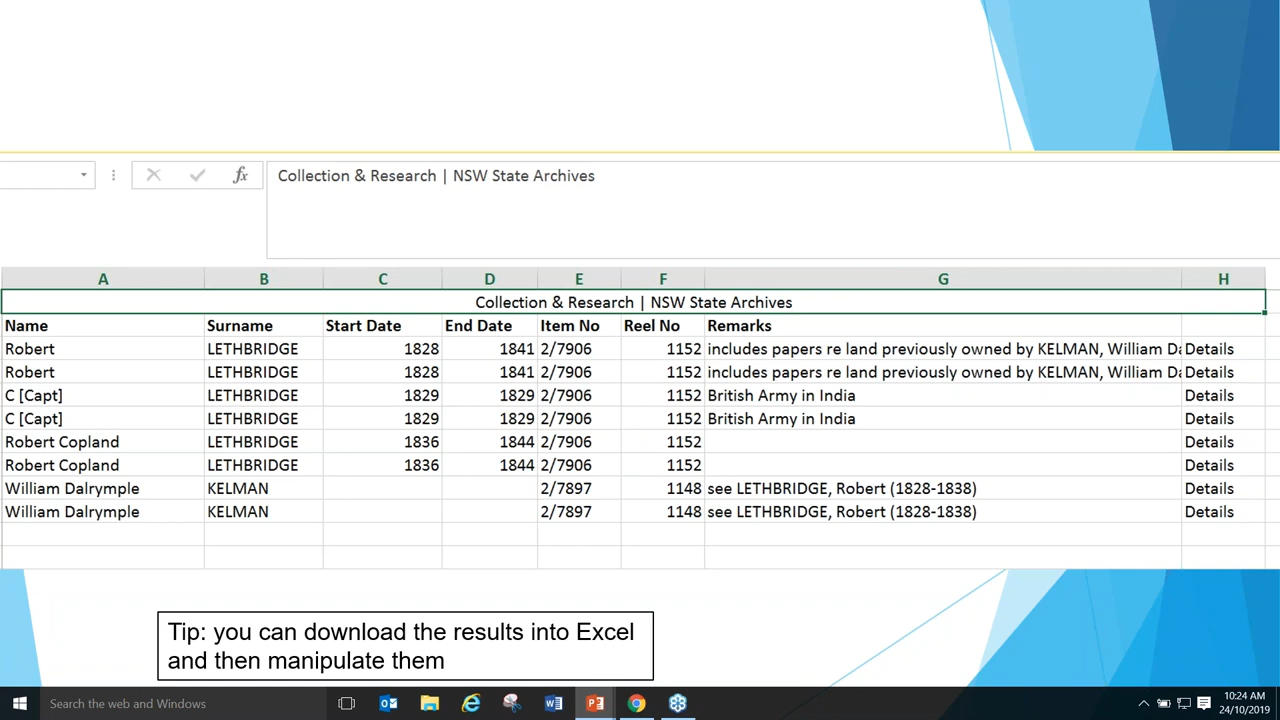 fx Collection & Research | NSW State Archives
A B C D E F G H
Collection & Research | NSW State Archives
Name Surname Start Date End Date Item No Reel No Remarks
Robert LETHBRIDGE 1828 1841 2/7906 1152 includes papers re land previously owned by KELMAN, William Da Details
Robert LETHBRIDGE 1828 1841 2/7906 1152 includes papers re land previously owned by KELMAN, William Da Details
C [Capt] LETHBRIDGE 1829 1829 2/7906 1152 British Army in India Details
C [Capt] LETHBRIDGE 1829 1829 2/7906 1152 British Army in India Details
Robert Copland LETHBRIDGE 1836 1844 2/7906 1152 Details
Robert Copland LETHBRIDGE 1836 1844 2/7906 1152 Details
William Dalrymple KELMAN 2/7897 1148 see LETHBRIDGE, Robert (1828-1838) Details
William Dalrymple KELMAN 2/7897 1148 see LETHBRIDGE, Robert (1828-1838) Details
Tip: you can download the results into Excel
and then manipulate them
Search the web and Windows
10:24 AM
24/10/2019